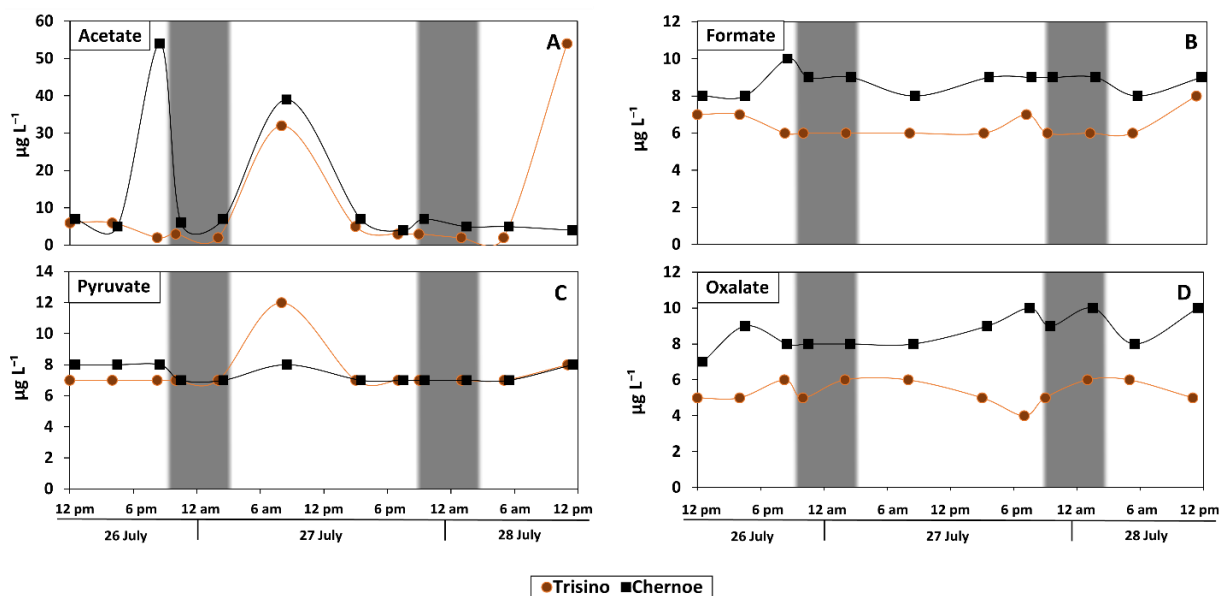 Acetate
A
µg L⁻¹
60
50
40
30
20
10
0
Formate
B
µg L⁻¹
12
10
8
6
4
2
0
Pyruvate
C
µg L⁻¹
14
12
10
8
6
4
2
0
12 pm 6 pm 12 am 6 am 12 pm 6 pm 12 am 6 am 12 pm
26 July 27 July 28 July
Oxalate
D
µg L⁻¹
12
10
8
6
4
2
0
12 pm 6 pm 12 am 6 am 12 pm 6 pm 12 am 6 am 12 pm
26 July 27 July 28 July
Trisino Chernoe